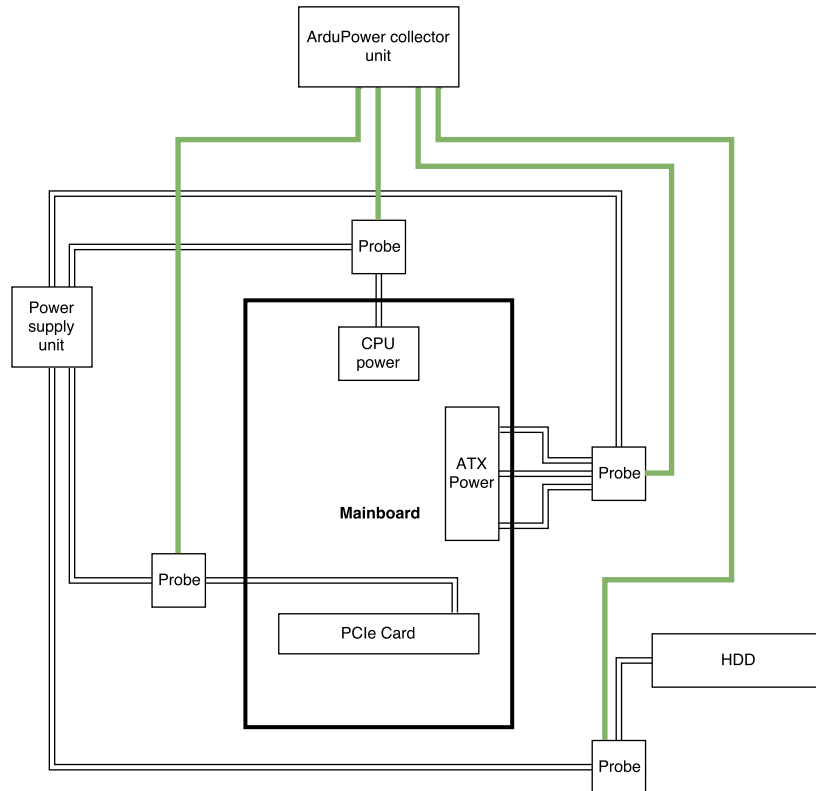 ArduPower collector
unit
Probe
Power
supply
unit
CPU
power
ATX
Power
Probe
Mainboard
Probe
PCIe Card
HDD
Probe